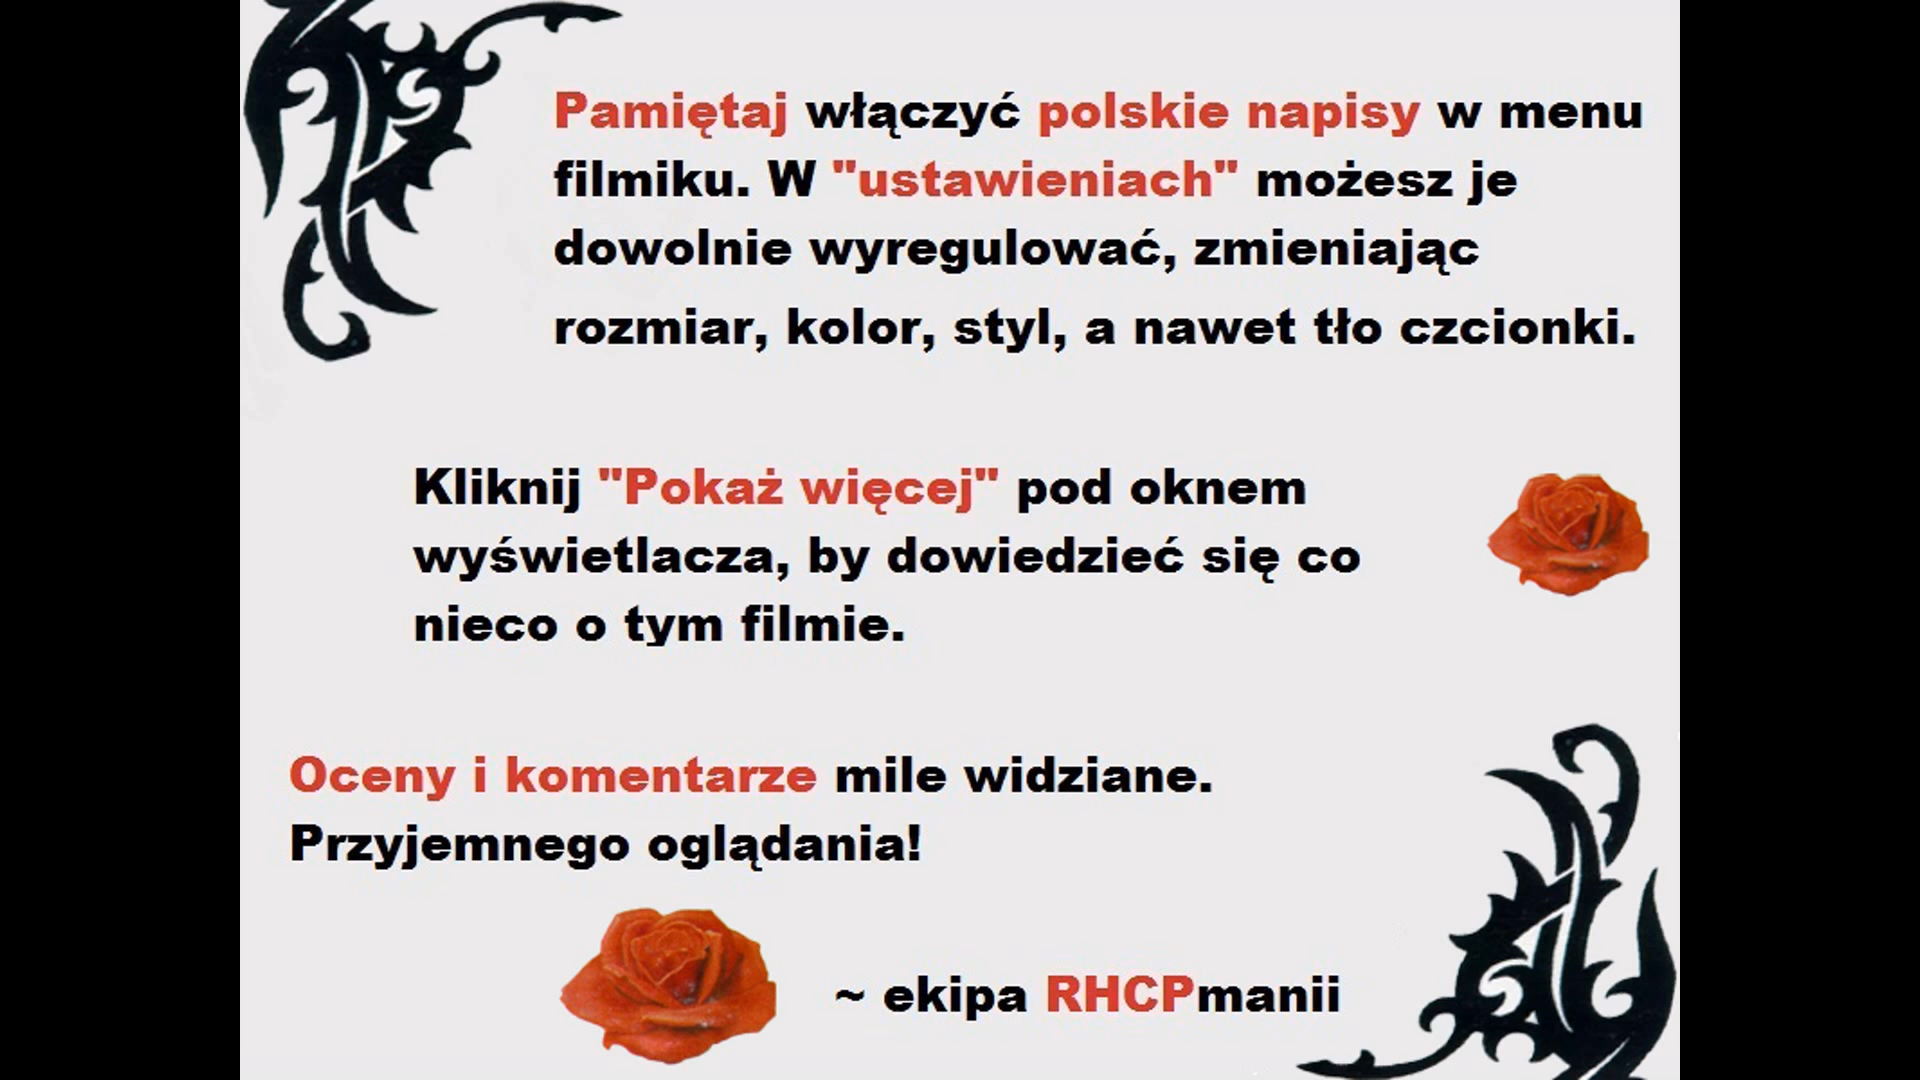 Pamiętaj włączyć polskie napisy w menu
filmiku. W "ustawieniach" możesz je
dowolnie wyregulować, zmieniając
rozmiar, kolor, styl, a nawet tło czcionki.
Kliknij "Pokaż więcej" pod oknem
wyświetlacza, by dowiedzieć się co
nieco o tym filmie.
Oceny i komentarze mile widziane.
Przyjemnego oglądania!
~ ekipa RHCPmanii